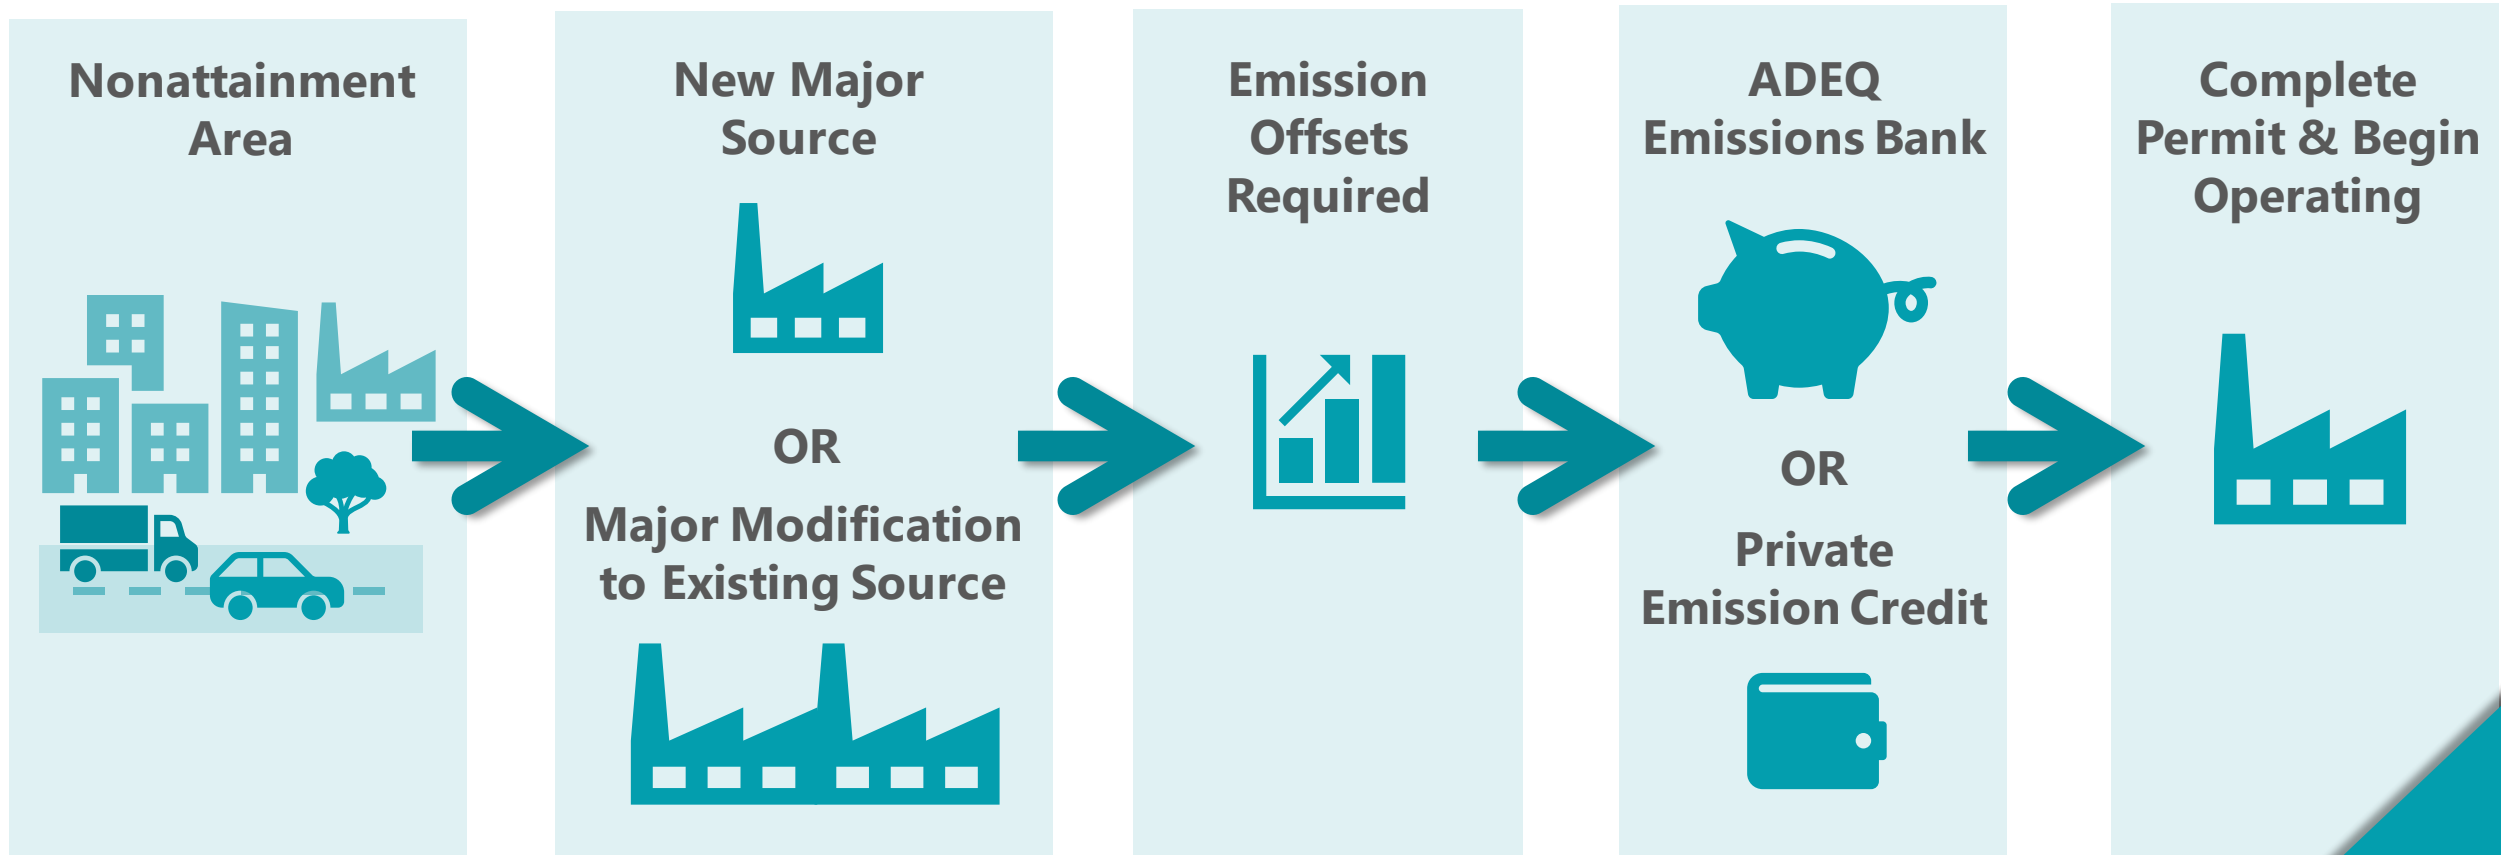 Nonattainment
Area
New Major
Source
OR
Major Modification
to Existing Source
Emission
Offsets
Required
ADEQ
Emissions Bank
OR
Private
Emission Credit
Complete
Permit & Begin
Operating